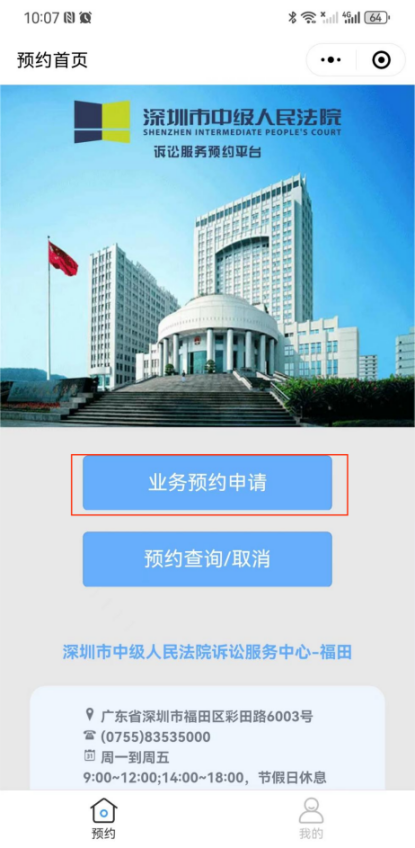 10:07
4G
64
预约首页
深圳市中级人民法院
SHENZHEN INTERMEDIATE PEOPLE'S COURT
诉讼服务预约平台
业务预约申请
预约查询/取消
深圳市中级人民法院诉讼服务中心-福田
广东省深圳市福田区彩田路6003号
(0755)83535000
周一到周五
9:00~12:00;14:00~18:00，节假日休息
预约
我的